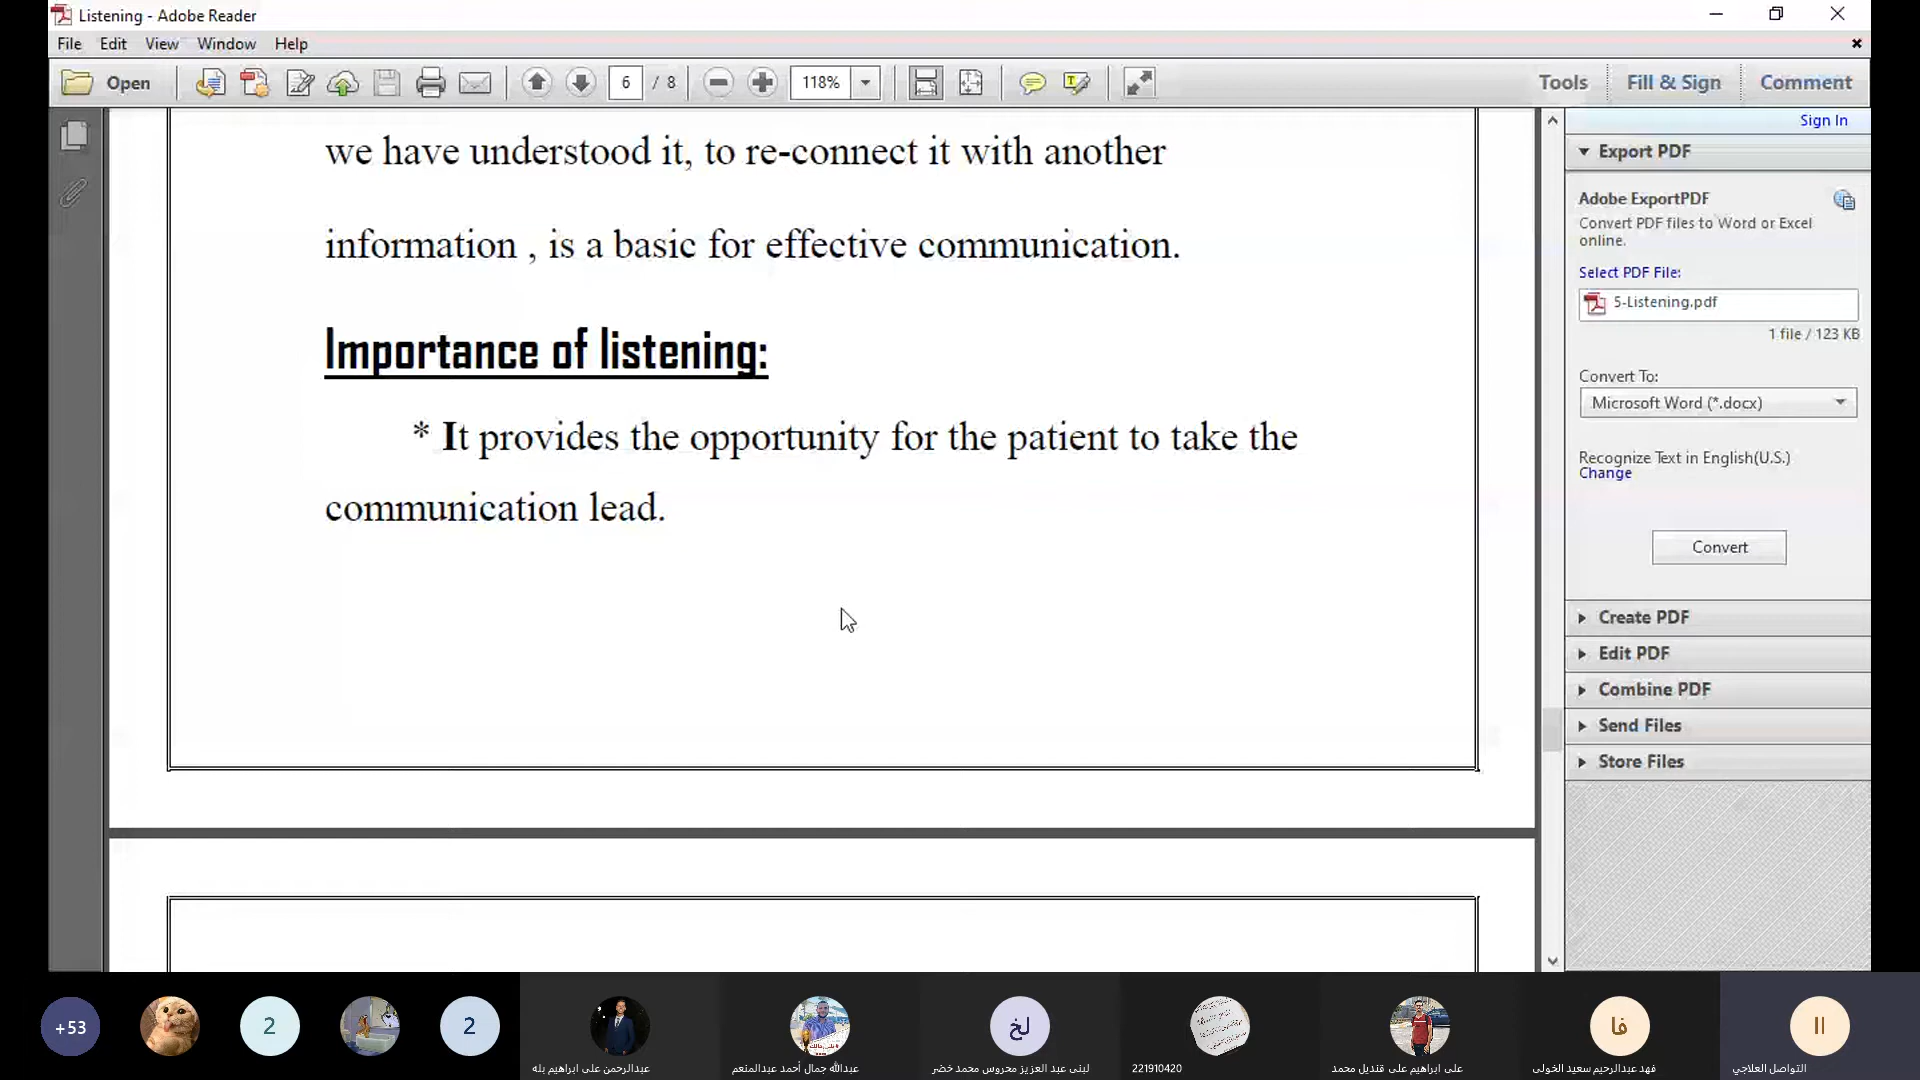 Listening - Adobe Reader
File Edit View Window Help
Open 6 / 8 118% Tools Fill & Sign Comment
Sign In
we have understood it, to re-connect it with another
information , is a basic for effective communication.
Importance of listening:
* It provides the opportunity for the patient to take the
communication lead.
Export PDF
Adobe ExportPDF
Convert PDF files to Word or Excel
online.
Select PDF File:
5-Listening.pdf
1 file / 123 KB
Convert To:
Microsoft Word (*.docx)
Recognize Text in English(U.S.)
Change
Convert
Create PDF
Edit PDF
Combine PDF
Send Files
Store Files
+53
2
2
لخ
فا
اا
عبدالرحمن على ابراهيم بله
عبدالله جمال أحمد عبدالمنعم
لبنى عبد العزيز محروس محمد خضر
221910420
على ابراهيم على قنديل محمد
فهد عبدالرحيم سعيد الخولى
التواصل العلاجي